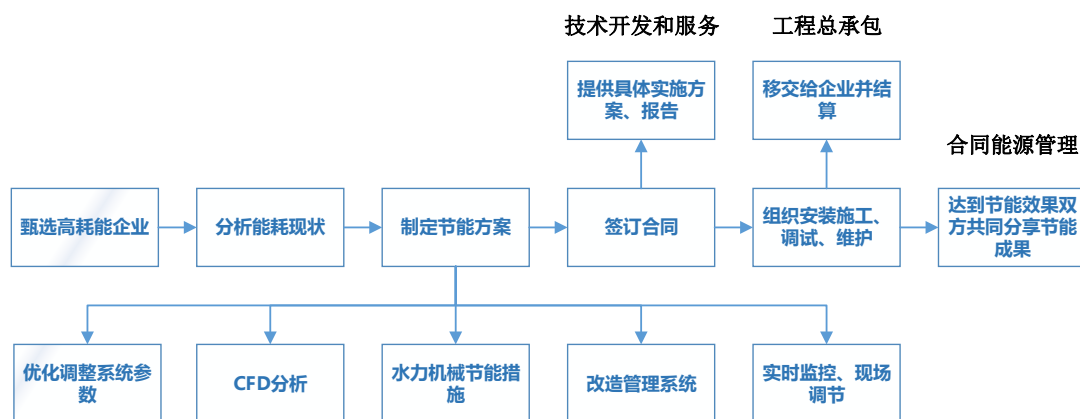 技术开发和服务
工程总承包
提供具体实施方
案、报告
移交给企业并结
算
合同能源管理
甄选高耗能企业
分析能耗现状
制定节能方案
签订合同
组织安装施工、
调试、维护
达到节能效果双
方共同分享节能
成果
优化调整系统参
数
CFD分析
水力机械节能措
施
改造管理系统
实时监控、现场
调节